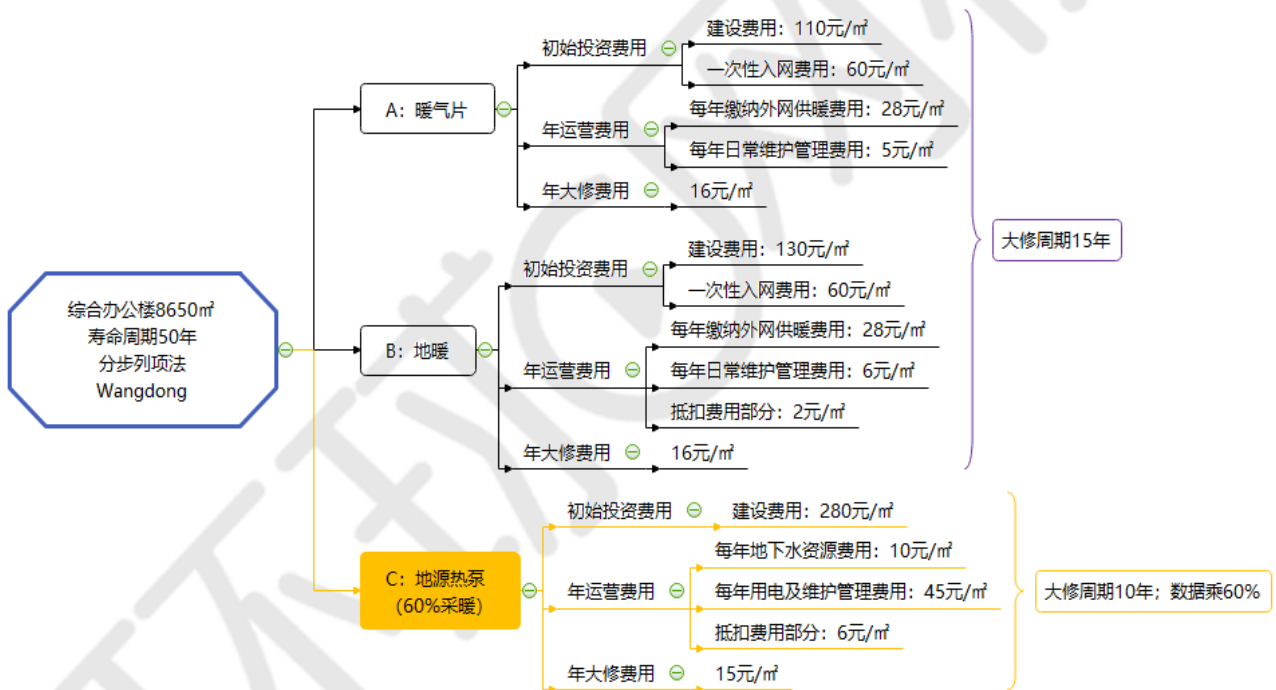 综合办公楼8650㎡
寿命周期50年
分步列项法
Wangdong
A：暖气片
初始投资费用
建设费用：110元/㎡
一次性入网费用：60元/㎡
年运营费用
每年缴纳外网供暖费用：28元/㎡
每年日常维护管理费用：5元/㎡
年大修费用
16元/㎡
B：地暖
初始投资费用
建设费用：130元/㎡
一次性入网费用：60元/㎡
年运营费用
每年缴纳外网供暖费用：28元/㎡
每年日常维护管理费用：6元/㎡
抵扣费用部分：2元/㎡
年大修费用
16元/㎡
大修周期15年
C：地源热泵
（60%采暖）
初始投资费用
建设费用：280元/㎡
年运营费用
每年地下水资源费用：10元/㎡
每年用电及维护管理费用：45元/㎡
抵扣费用部分：6元/㎡
年大修费用
15元/㎡
大修周期10年；数据乘60%